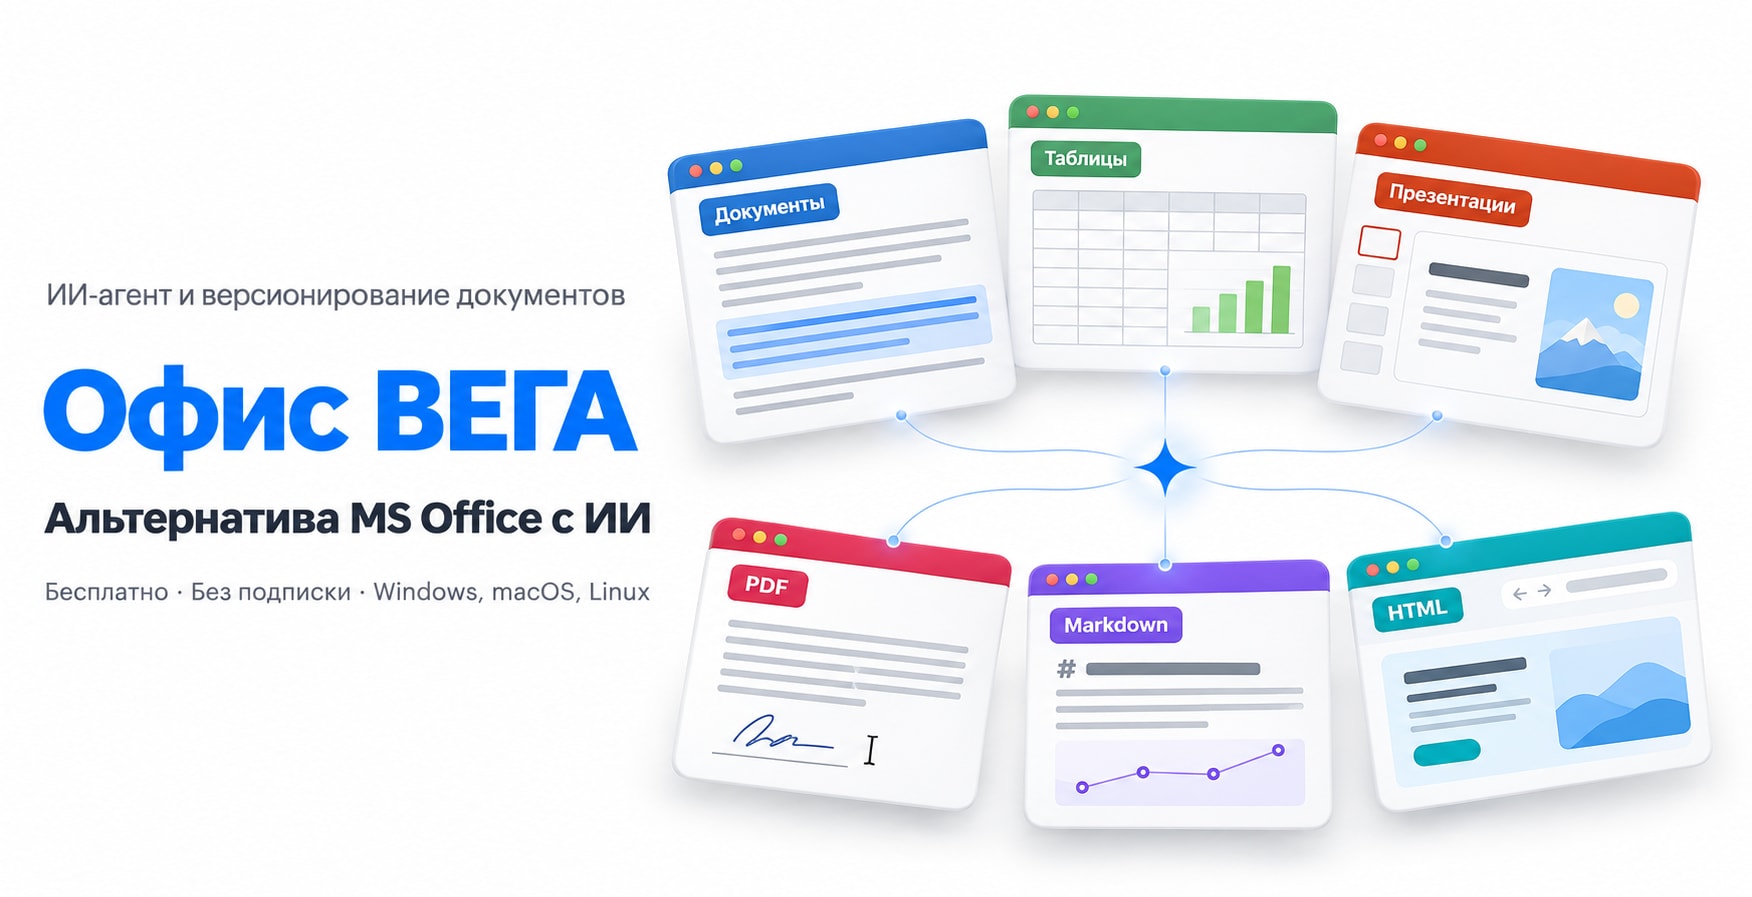 ИИ-агент и версионирование документов
Офис ВЕГА
Альтернатива MS Office с ИИ
Бесплатно · Без подписки · Windows, macOS, Linux
Документы
Таблицы
Презентации
PDF
Markdown
#
HTML